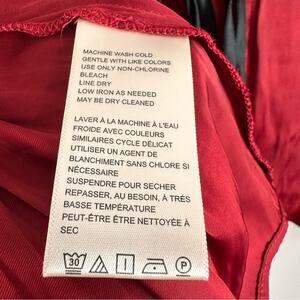 MACHINE WASH COLD
GENTLE WITH LIKE COLORS
USE ONLY NON-CHLORINE
BLEACH
LINE DRY
LOW IRON AS NEEDED
MAY BE DRY CLEANED
LAVER À LA MACHINE À L'EAU
FROIDE AVEC COULEURS
SIMILAIRES CYCLE DÉLICAT
UTILISER UN AGENT DE
BLANCHIMENT SANS CHLORE SI
NÉCESSAIRE
SUSPENDRE POUR SECHER
REPASSER, AU BESOIN, À TRÈS
BASSE TEMPÉRATURE
PEUT-ÊTRE ÊTRE NETTOYÉE À
SEC
30 P